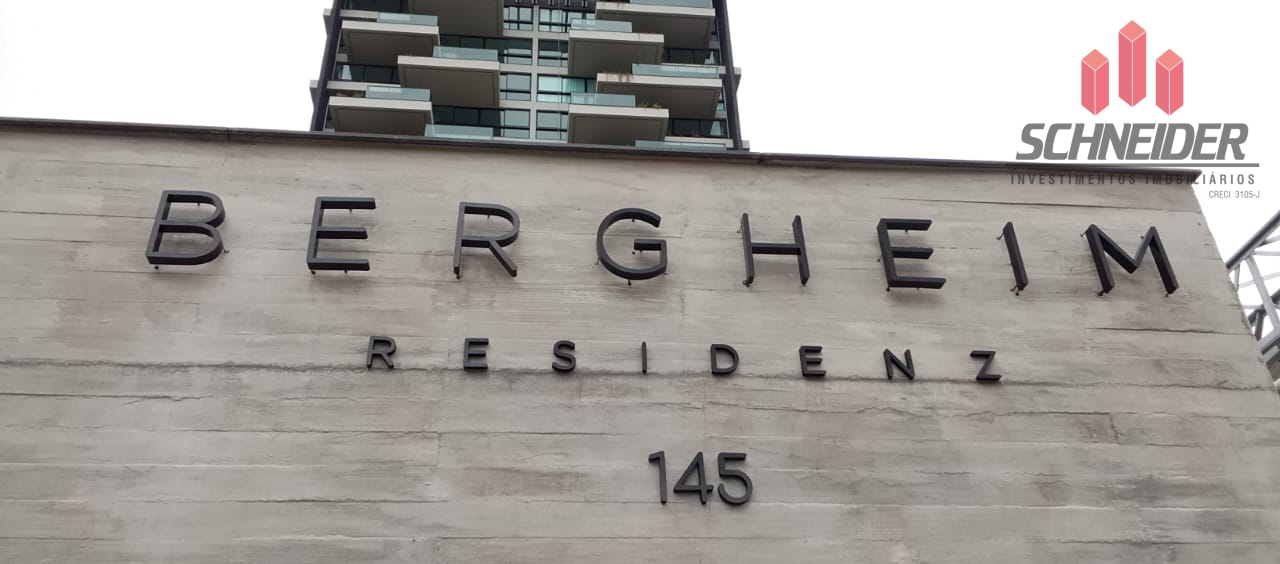 SCHNEIDER
INVESTIMENTOS IMOBILIÁRIOS
CRECI 3105-J
BERGHEIM
RESIDENZ
145